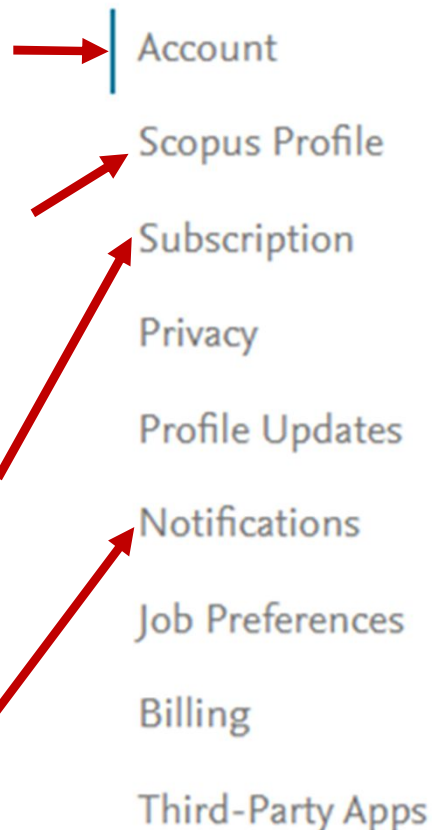 Account
Scopus Profile
Subscription
Privacy
Profile Updates
Notifications
Job Preferences
Billing
Third-Party Apps